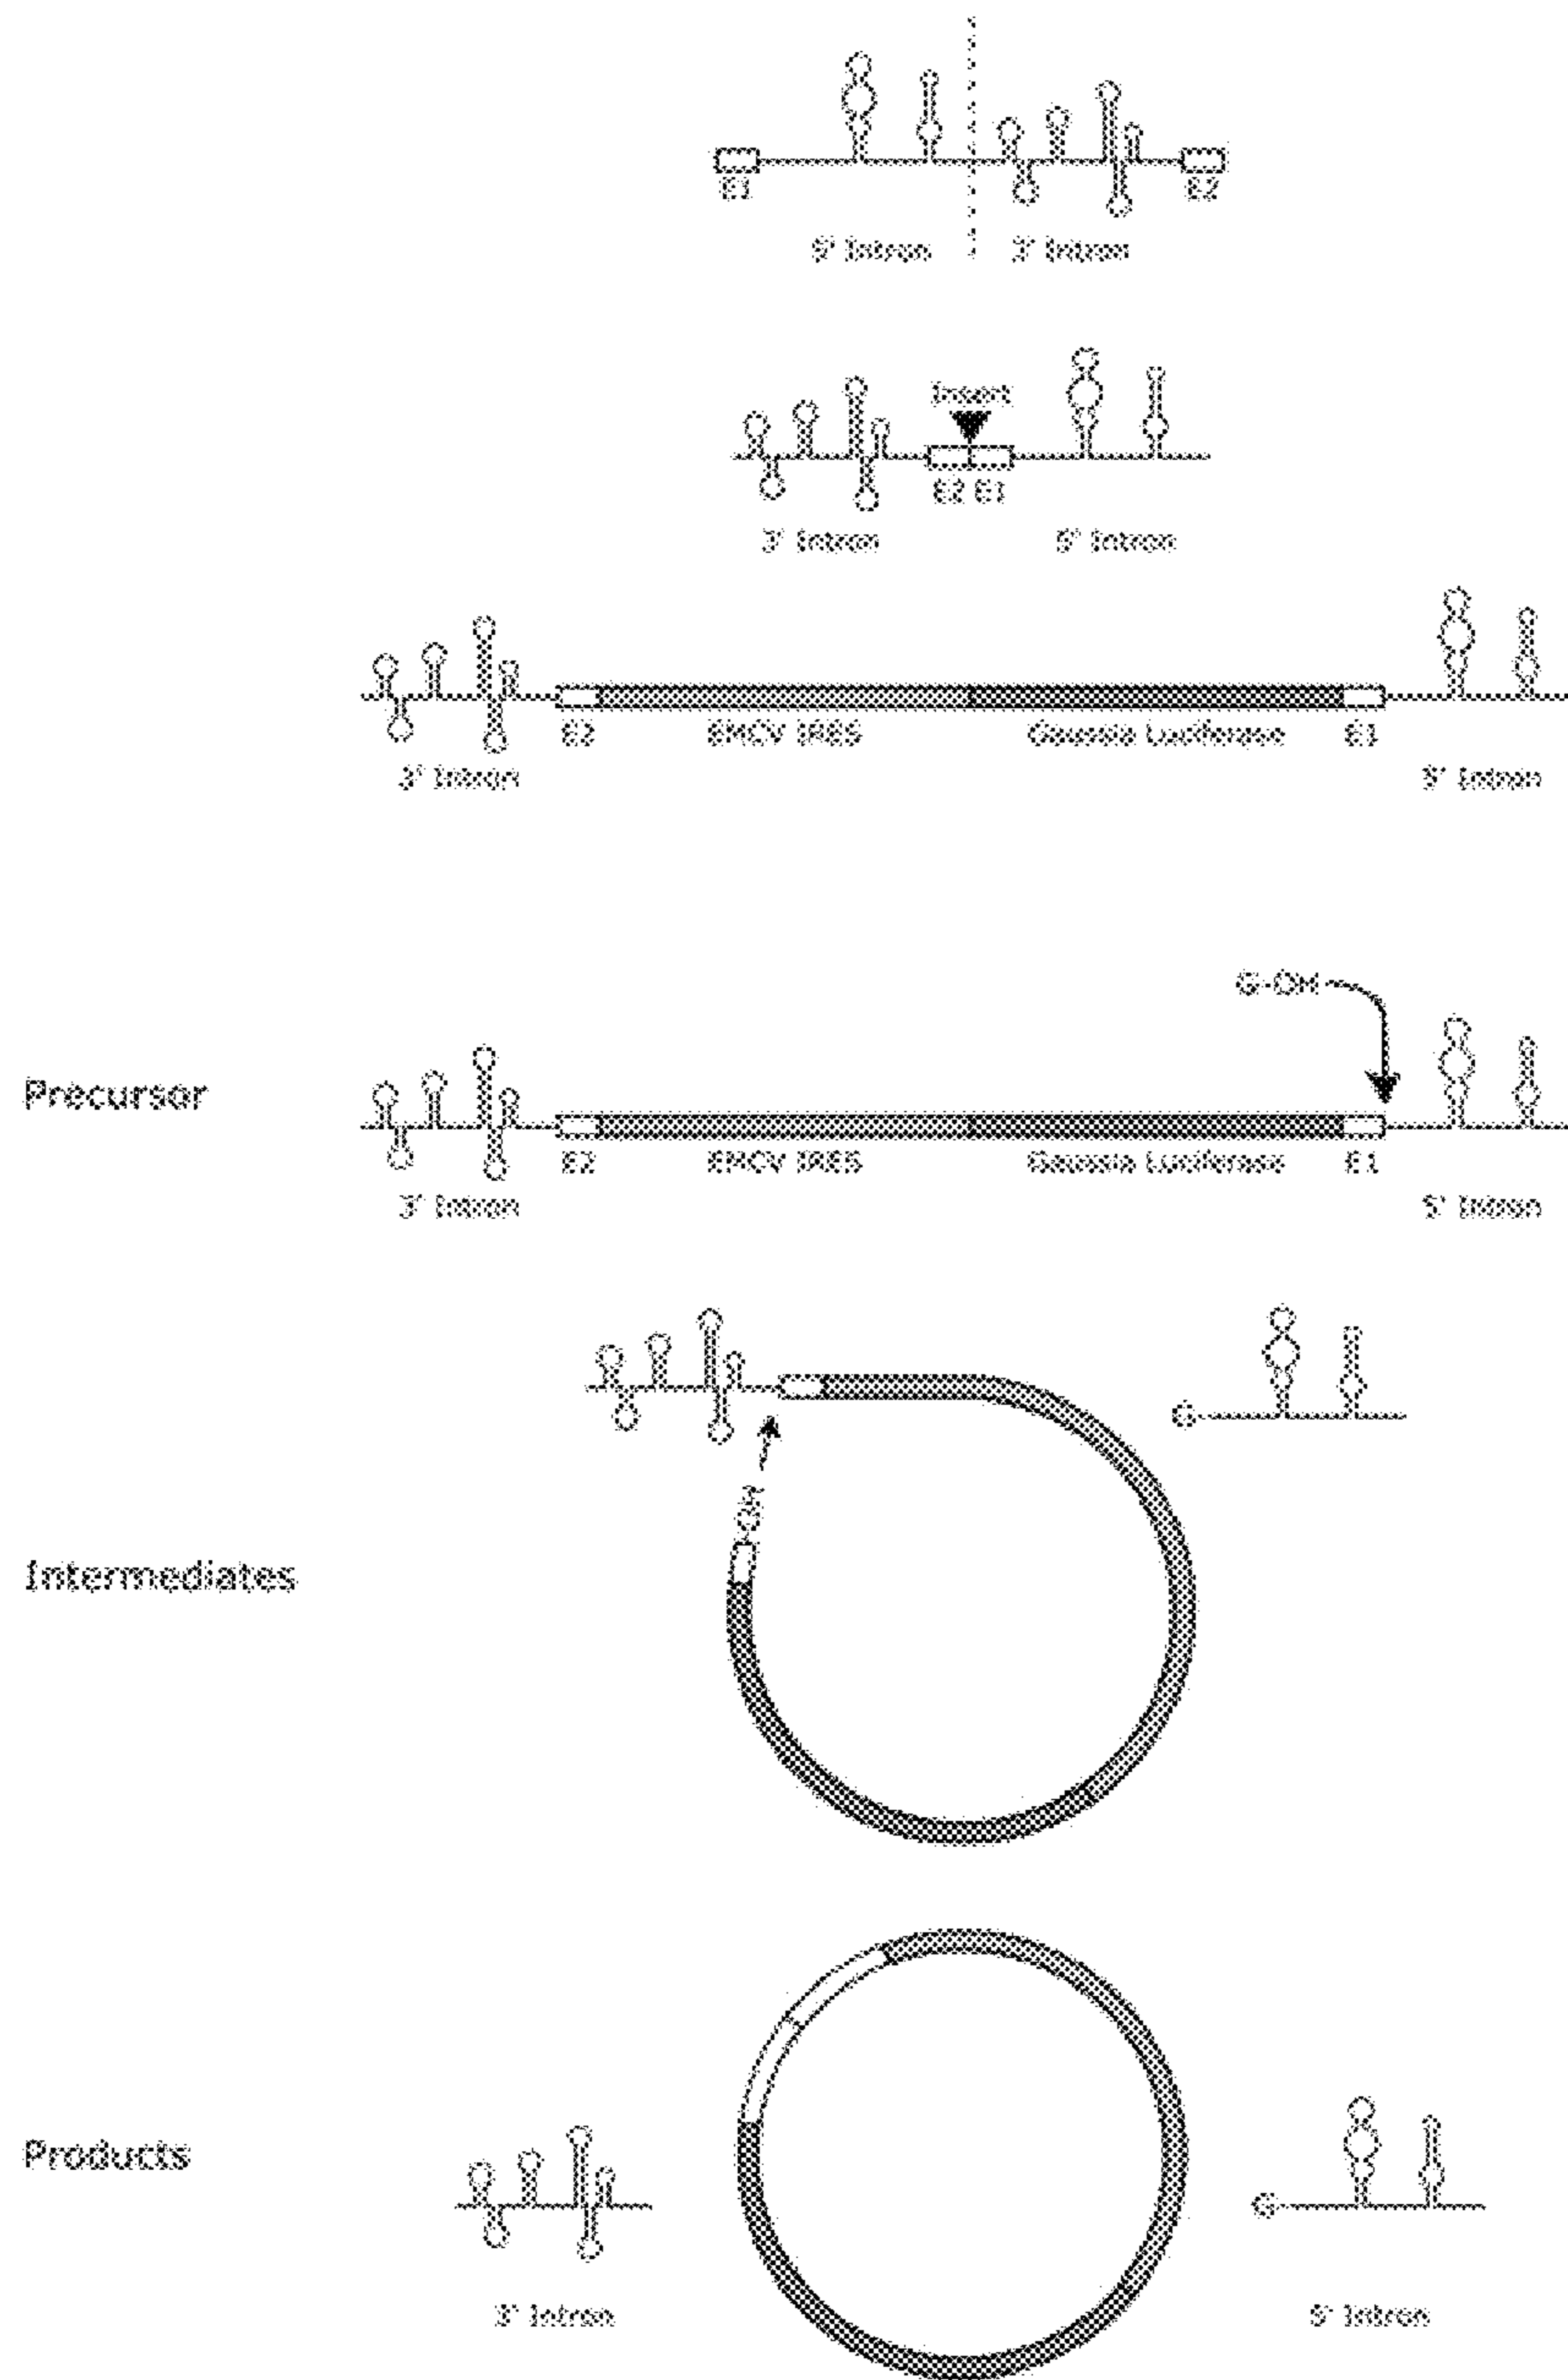 E1 E2
5' Intron 3' Intron
Insert
E2 E1
3' Intron 5' Intron
E2 EMCV IRES Gaussia Luciferase E1
3' Intron 5' Intron
G-OH
Precursor
E2 EMCV IRES Gaussia Luciferase E1
3' Intron 5' Intron
G
OH
Intermediates
Products
G
3' Intron 5' Intron